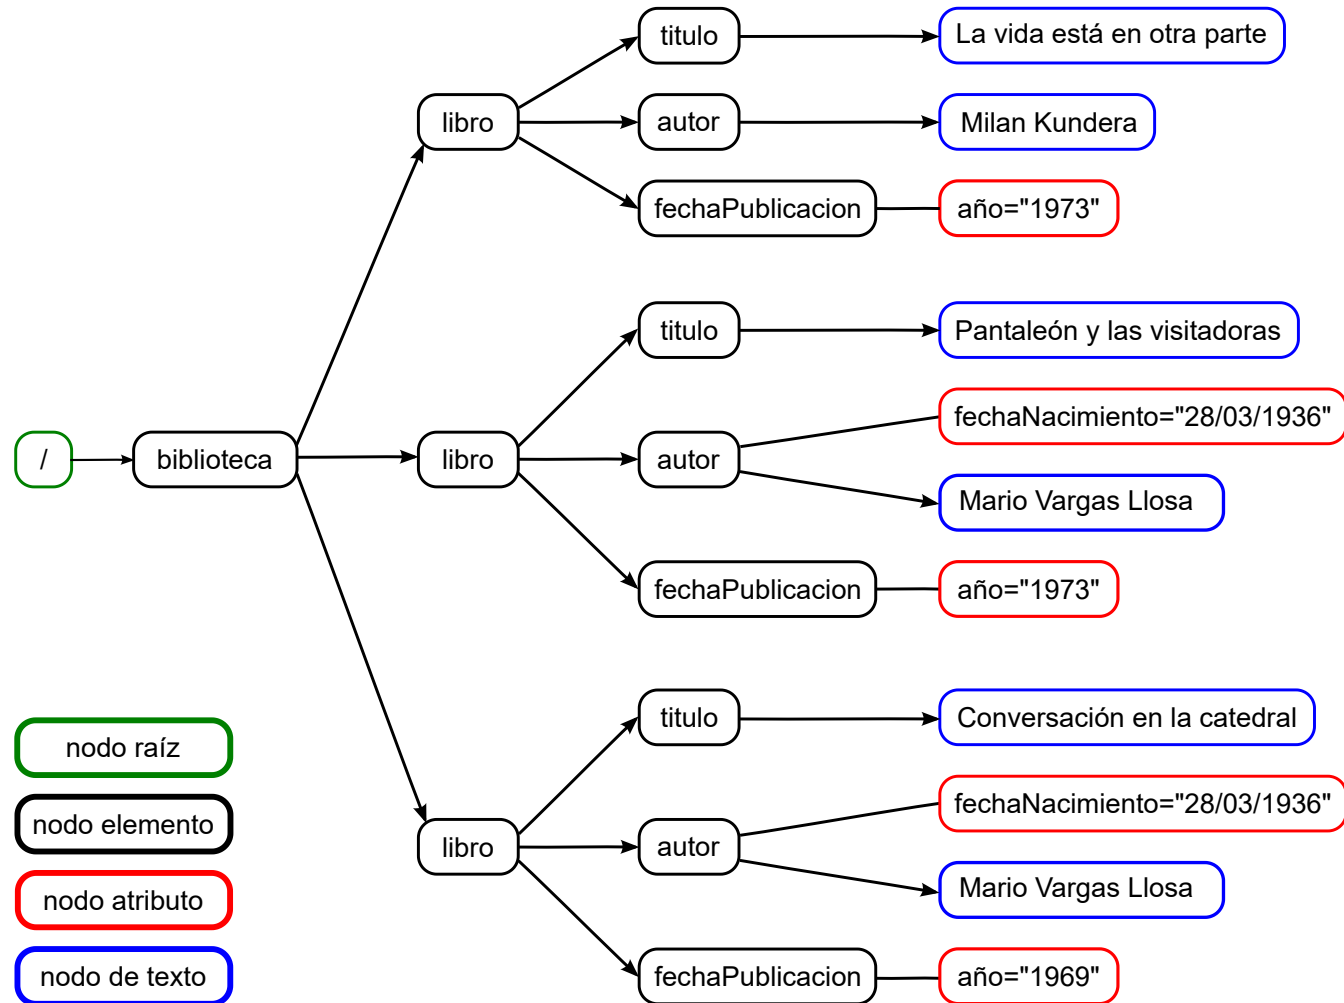 titulo
La vida está en otra parte
libro
autor
Milan Kundera
fechaPublicacion
año="1973"
titulo
Pantaleón y las visitadoras
fechaNacimiento="28/03/1936"
/
biblioteca
libro
autor
Mario Vargas Llosa
fechaPublicacion
año="1973"
titulo
Conversación en la catedral
fechaNacimiento="28/03/1936"
libro
autor
Mario Vargas Llosa
fechaPublicacion
año="1969"
nodo raíz
nodo elemento
nodo atributo
nodo de texto